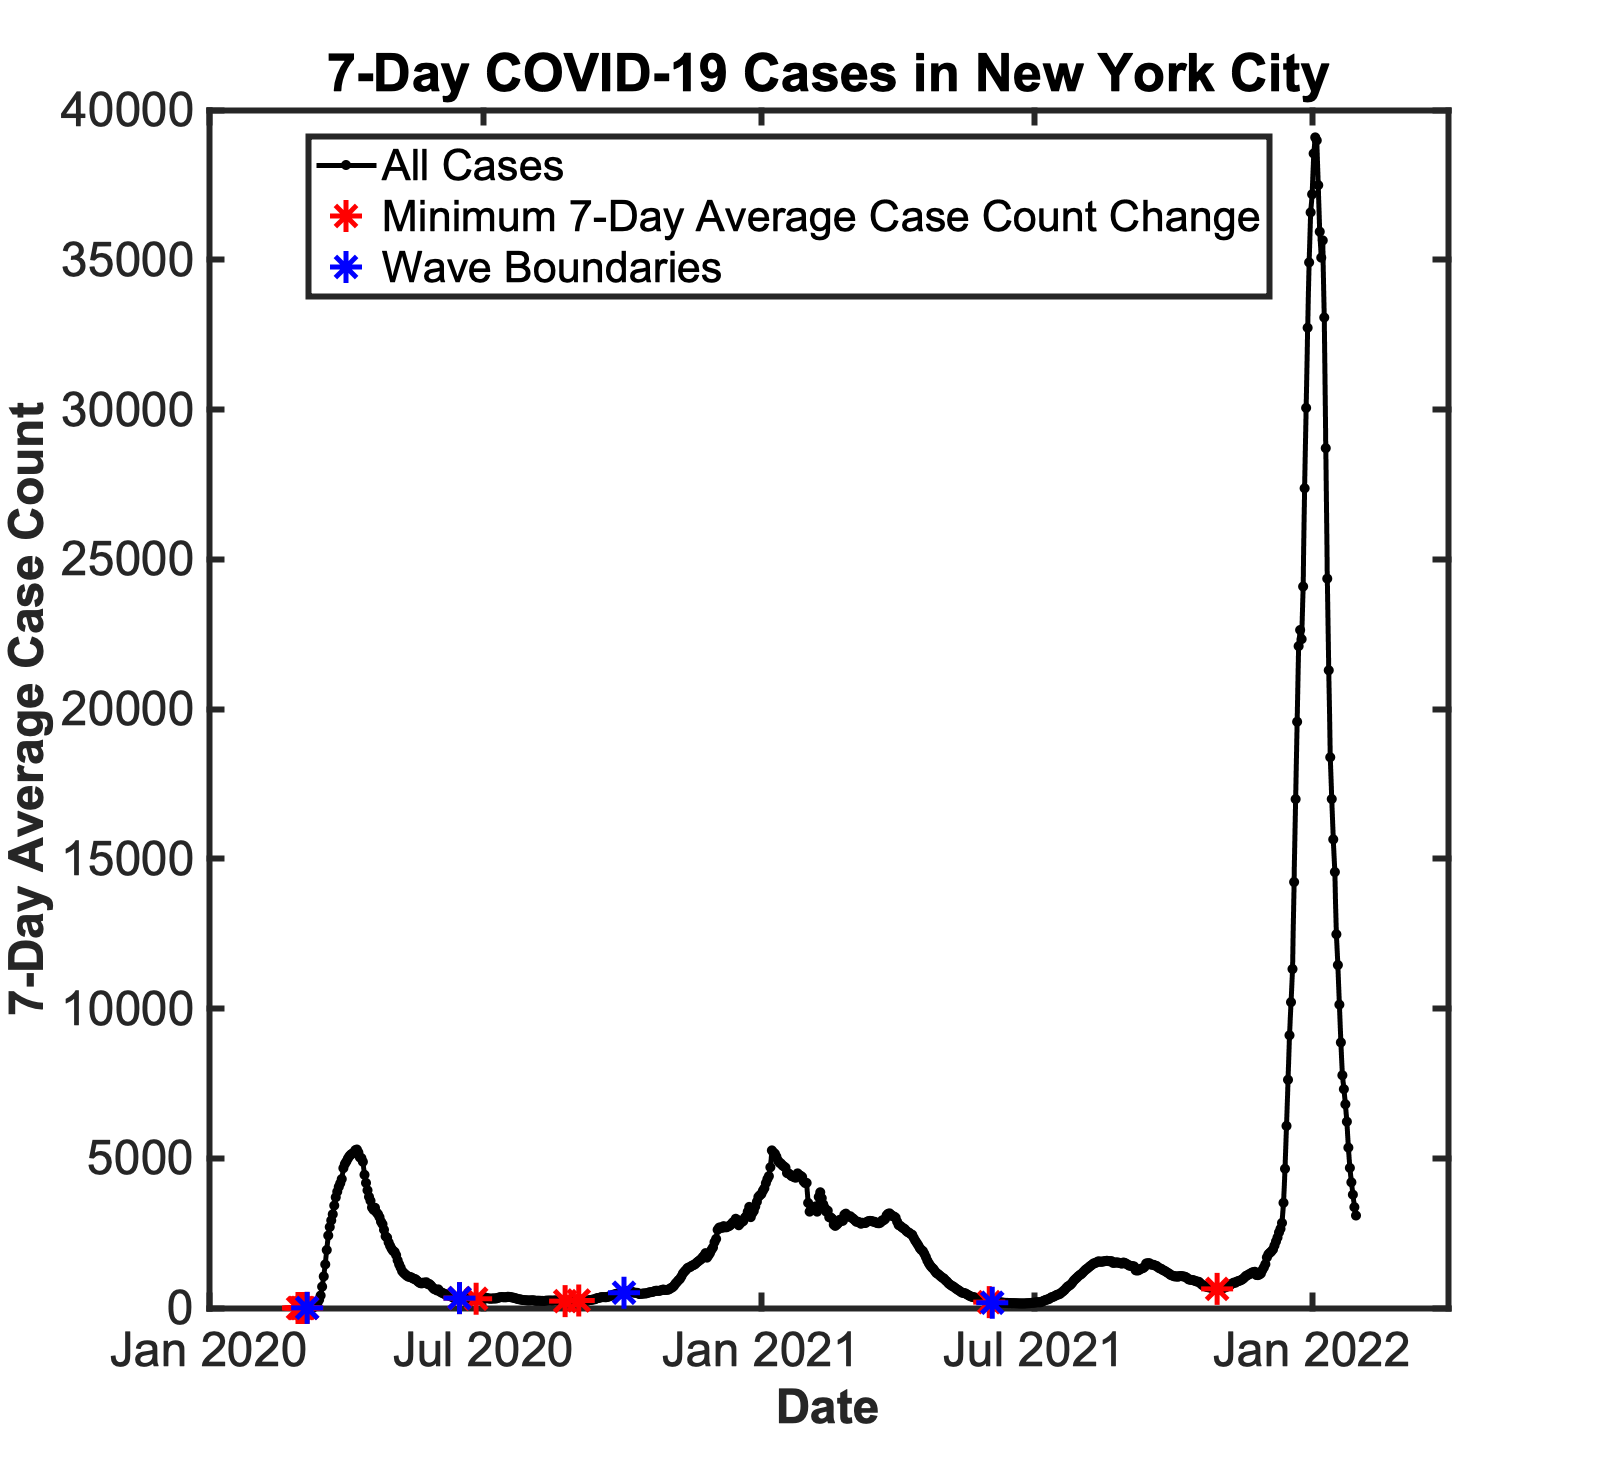 7-Day COVID-19 Cases in New York City
40000
35000
30000
25000
20000
15000
10000
5000
0
7-Day Average Case Count
All Cases
Minimum 7-Day Average Case Count Change
Wave Boundaries
Jan 2020
Jul 2020
Jan 2021
Jul 2021
Jan 2022
Date